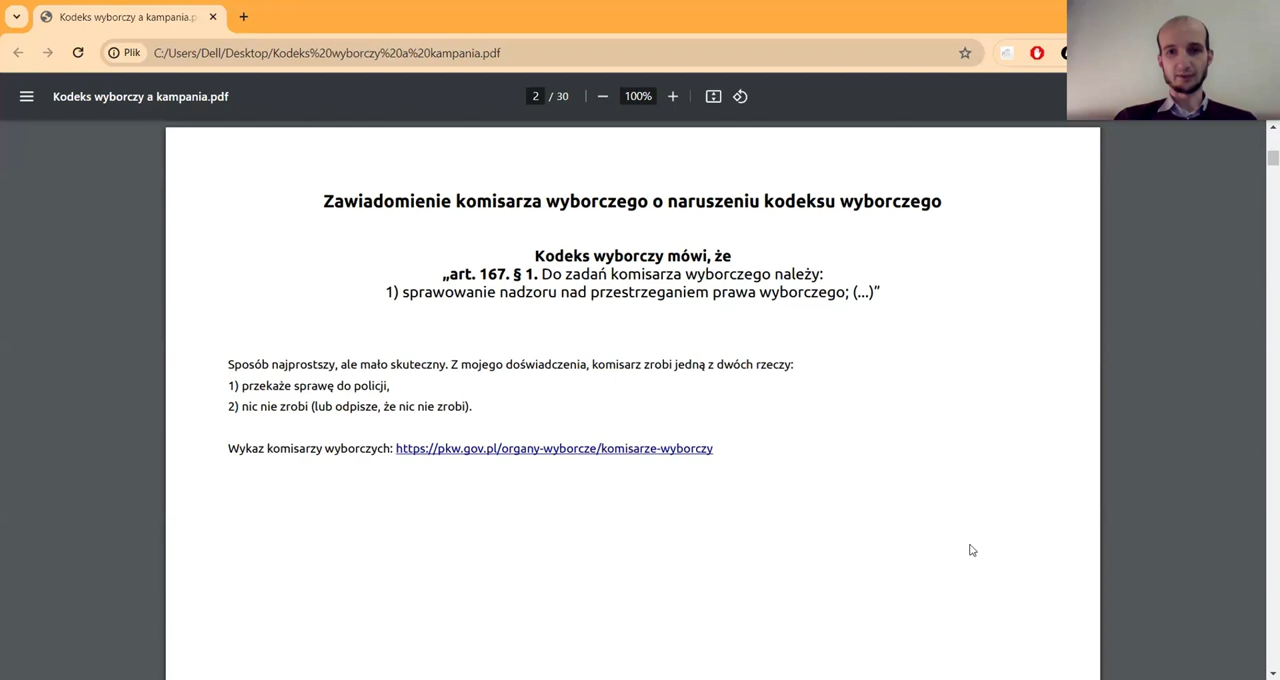 Kodeks wyborczy a kampania.p
Plik
C:/Users/Dell/Desktop/Kodeks%20wyborczy%20a%20kampania.pdf
Kodeks wyborczy a kampania.pdf
2 / 30
100%
Zawiadomienie komisarza wyborczego o naruszeniu kodeksu wyborczego
Kodeks wyborczy mówi, że
„art. 167. § 1. Do zadań komisarza wyborczego należy:
1) sprawowanie nadzoru nad przestrzeganiem prawa wyborczego; (...)”
Sposób najprostszy, ale mało skuteczny. Z mojego doświadczenia, komisarz zrobi jedną z dwóch rzeczy:
1) przekaże sprawę do policji,
2) nic nie zrobi (lub odpisze, że nic nie zrobi).
Wykaz komisarzy wyborczych: https://pkw.gov.pl/organy-wyborcze/komisarze-wyborczy